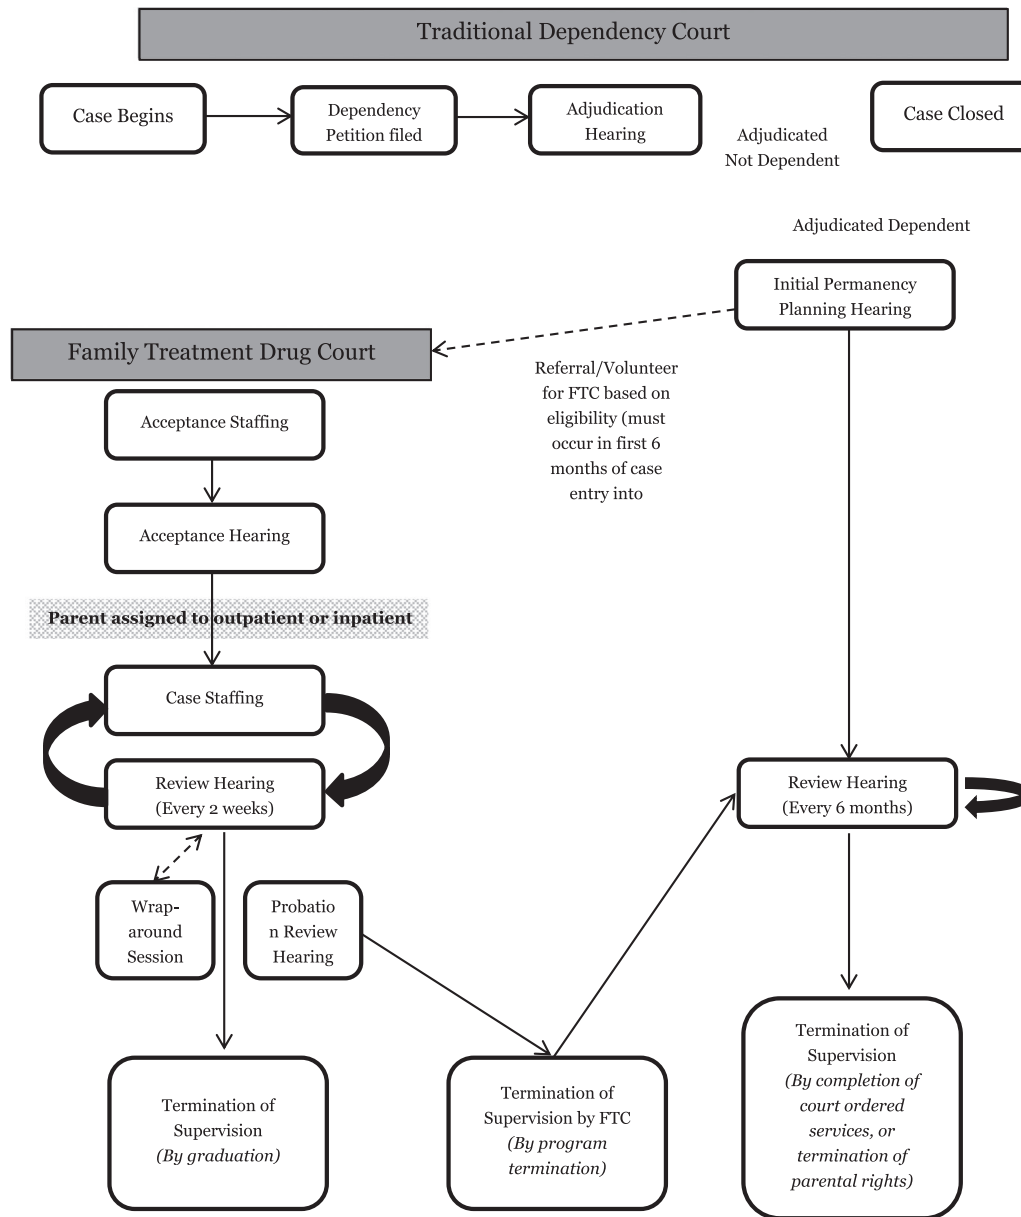 Traditional Dependency Court
Case Begins
Dependency
Petition filed
Adjudication
Hearing
Adjudicated
Not Dependent
Case Closed
Adjudicated Dependent
Initial Permanency
Planning Hearing
Family Treatment Drug Court
Referral/Volunteer
for FTC based on
eligibility (must
occur in first 6
months of case
entry into
Acceptance Staffing
Acceptance Hearing
Parent assigned to outpatient or inpatient
Case Staffing
Review Hearing
(Every 2 weeks)
Review Hearing
(Every 6 months)
Wrap-
around
Session
Probatio
n Review
Hearing
Termination of
Supervision
(By graduation)
Termination of
Supervision by FTC
(By program
termination)
Termination of
Supervision
(By completion of
court ordered
services, or
termination of
parental rights)